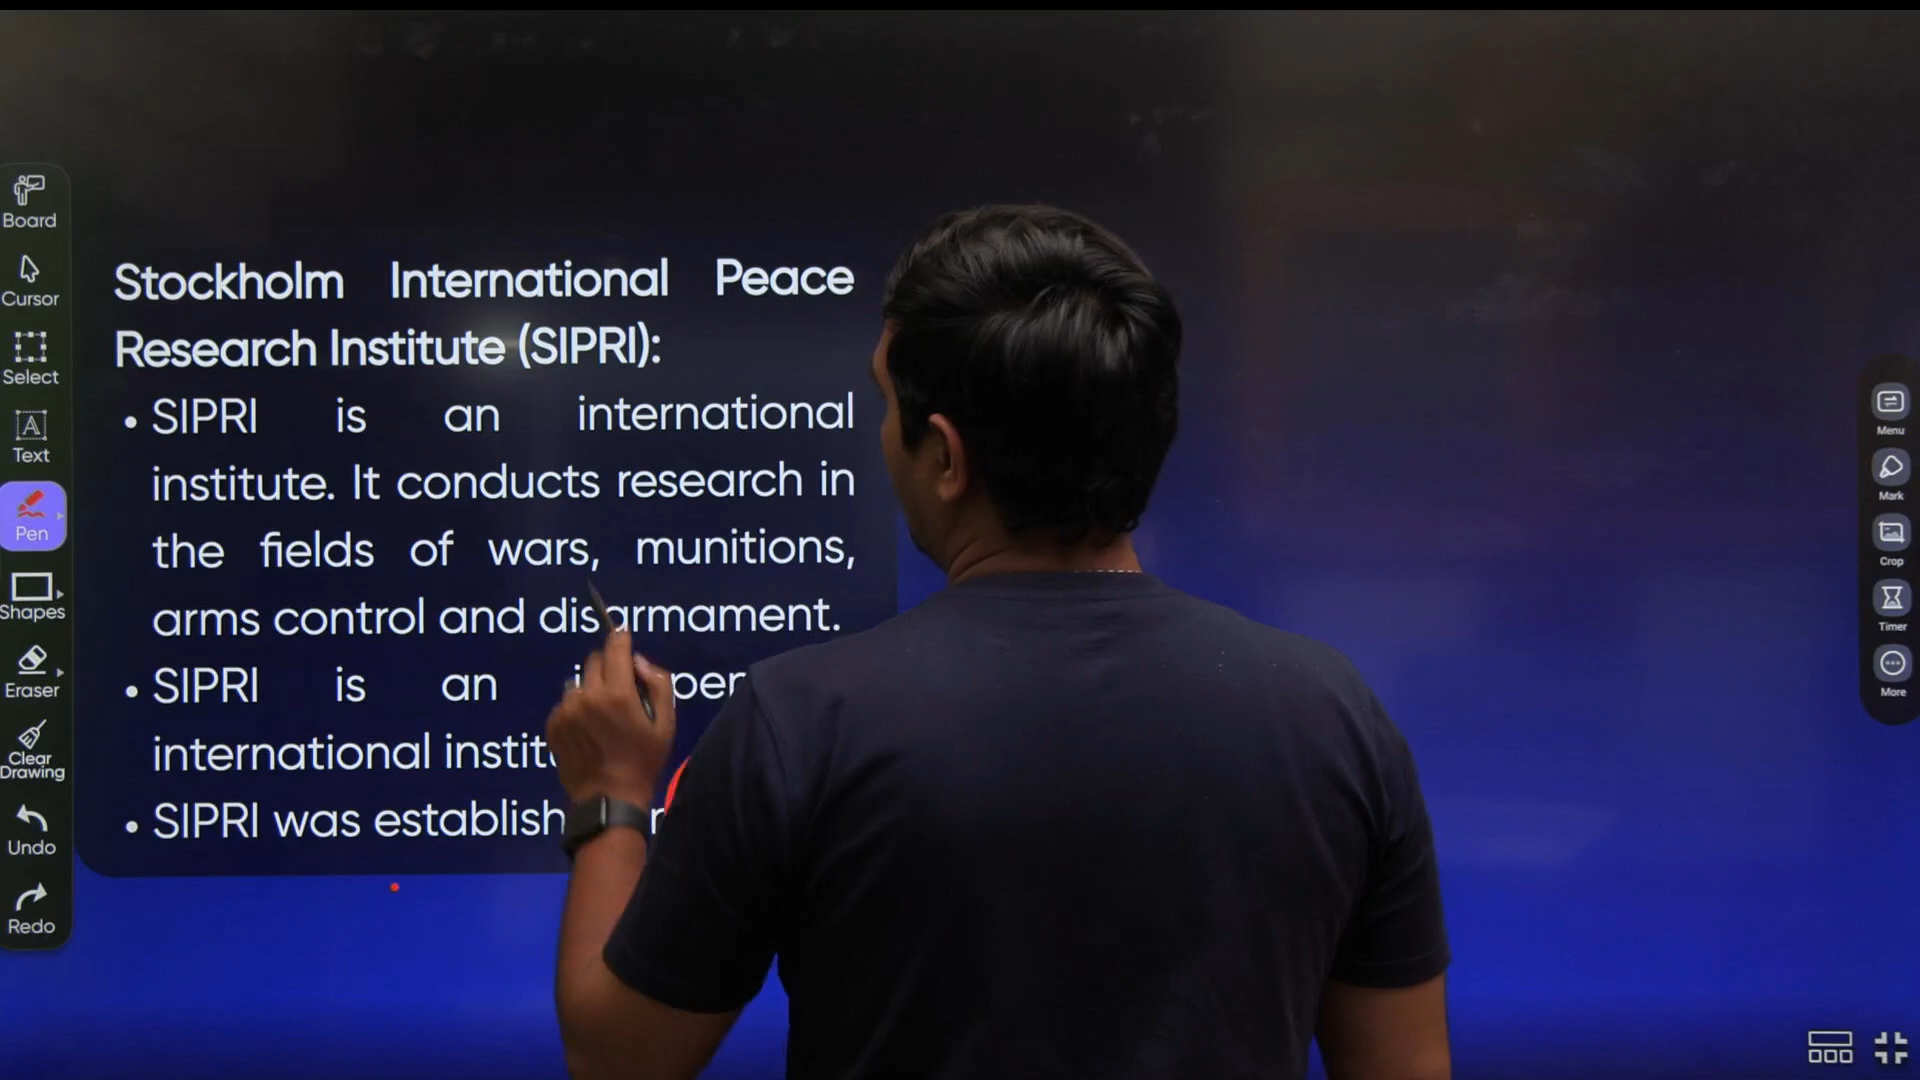 Board
Cursor
Select
Text
Pen
Shapes
Eraser
Clear
Drawing
Undo
Redo
Stockholm International Peace
Research Institute (SIPRI):
• SIPRI is an international
institute. It conducts research in
the fields of wars, munitions,
arms control and disarmament.
• SIPRI is an
international
• SIPRI was
Menu
Mark
Crop
Timer
More